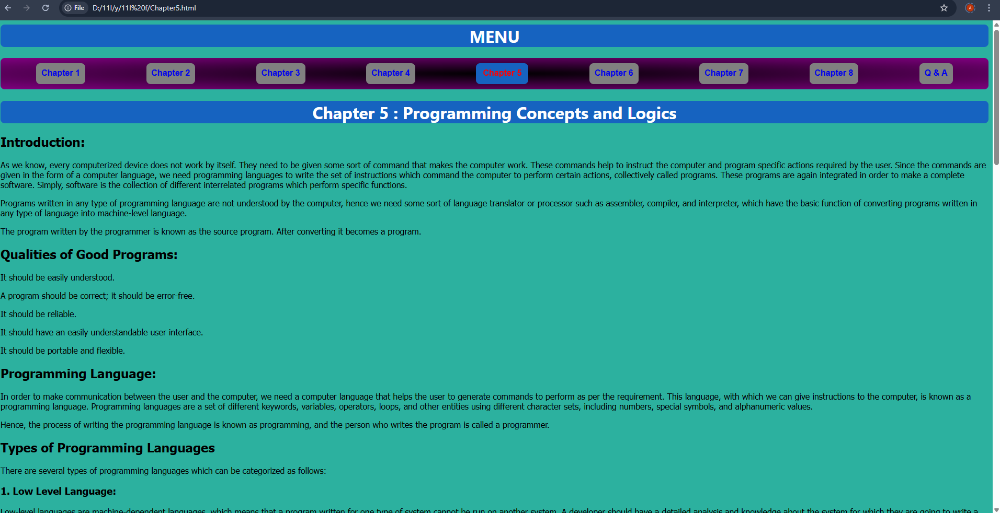 File D:/11I/y/11I%20f/Chapter5.html
A
MENU
Chapter 1 Chapter 2 Chapter 3 Chapter 4 Chapter 5 Chapter 6 Chapter 7 Chapter 8 Q & A
Chapter 5 : Programming Concepts and Logics
Introduction:
As we know, every computerized device does not work by itself. They need to be given some sort of command that makes the computer work. These commands help to instruct the computer and program specific actions required by the user. Since the commands are
given in the form of a computer language, we need programming languages to write the set of instructions which command the computer to perform certain actions, collectively called programs. These programs are again integrated in order to make a complete
software. Simply, software is the collection of different interrelated programs which perform specific functions.
Programs written in any type of programming language are not understood by the computer, hence we need some sort of language translator or processor such as assembler, compiler, and interpreter, which have the basic function of converting programs written in
any type of language into machine-level language.
The program written by the programmer is known as the source program. After converting it becomes a program.
Qualities of Good Programs:
It should be easily understood.
A program should be correct; it should be error-free.
It should be reliable.
It should have an easily understandable user interface.
It should be portable and flexible.
Programming Language:
In order to make communication between the user and the computer, we need a computer language that helps the user to generate commands to perform as per the requirement. This language, with which we can give instructions to the computer, is known as a
programming language. Programming languages are a set of different keywords, variables, operators, loops, and other entities using different character sets, including numbers, special symbols, and alphanumeric values.
Hence, the process of writing the programming language is known as programming, and the person who writes the program is called a programmer.
Types of Programming Languages
There are several types of programming languages which can be categorized as follows:
1. Low Level Language:
Low-level languages are machine-dependent languages, which means that a program written for one type of system cannot be run on another system. A developer should have a detailed analysis and knowledge about the system for which they are going to write a